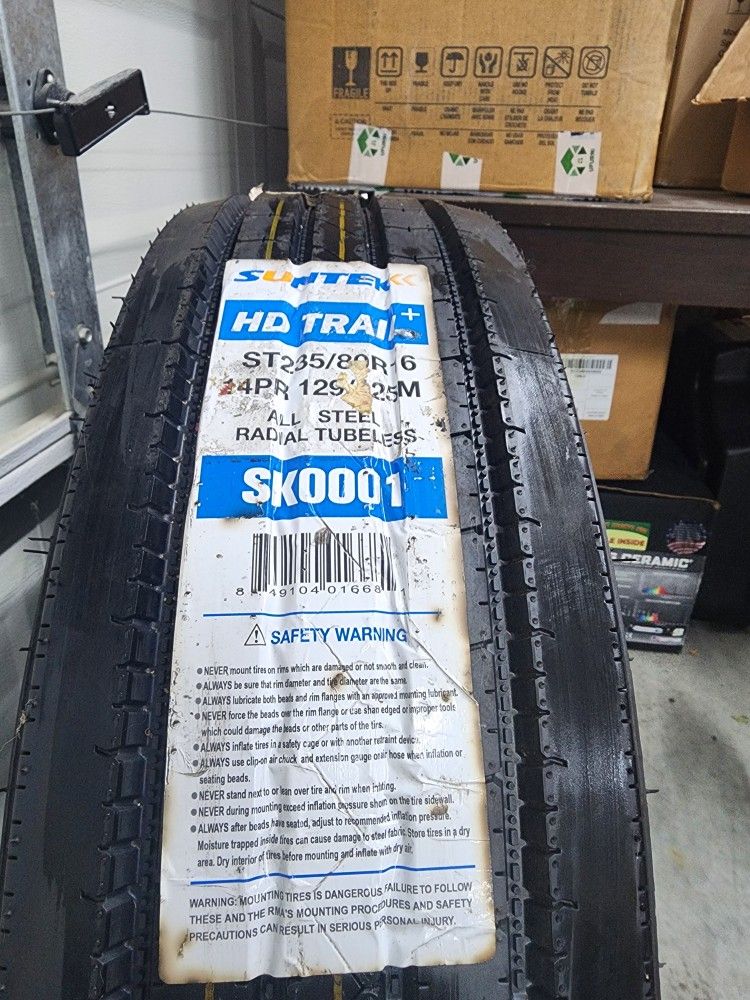 FRAGILE
SUNTEK
HD TRAIL+
ST235/80R16
14PR 129/125M
ALL STEEL
RADIAL TUBELESS
SK0001
8 49104 01668 1
SAFETY WARNING
● NEVER mount tires on rims which are damaged or not smooth and clean.
● ALWAYS be sure that rim diameter and tire diameter are the same.
● ALWAYS lubricate both beads and rim flanges with an approved mounting lubricant.
● NEVER force the beads over the rim flange or use sharp edged or improper tools
which could damage the beads or other parts of the tires.
● ALWAYS inflate tires in a safety cage or with another retraint device.
● ALWAYS use clip-on air chuck and extension gauge or air hose when inflation or
seating beads.
● NEVER stand next to or lean over tire and rim when inflating.
● NEVER during mounting exceed inflation pressure shown on the tire sidewall.
● ALWAYS after beads have seated, adjust to recommended inflation pressure.
Moisture trapped inside tires can cause damage to steel fabric. Store tires in a dry
area. Dry interior of tires before mounting and inflate with dry air.
WARNING: MOUNTING TIRES IS DANGEROUS FAILURE TO FOLLOW
THESE AND THE RMA'S MOUNTING PROCEDURES AND SAFETY
PRECAUTIONS CAN RESULT IN SERIOUS PERSONAL INJURY.
INSIDE
CERAMIC